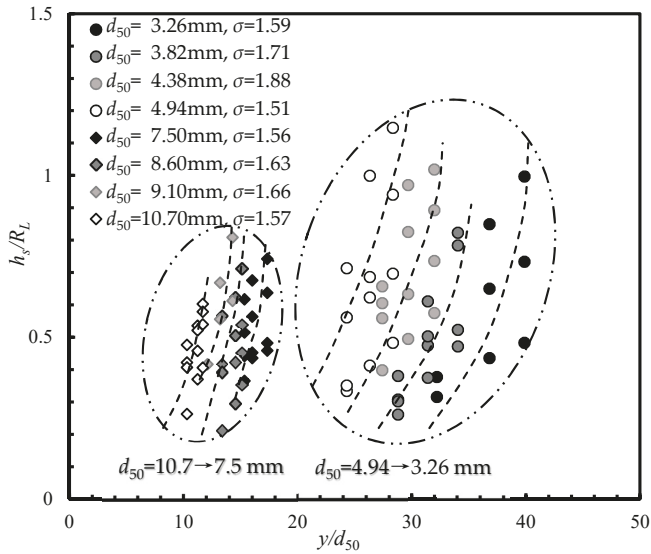 1.5
d50= 3.26mm, σ=1.59
d50= 3.82mm, σ=1.71
d50= 4.38mm, σ=1.88
d50= 4.94mm, σ=1.51
d50= 7.50mm, σ=1.56
d50= 8.60mm, σ=1.63
d50= 9.10mm, σ=1.66
d50=10.70mm, σ=1.57
1
hs/RL
0.5
d50=10.7→7.5 mm d50=4.94→3.26 mm
0
0 10 20 30 40 50
y/d50